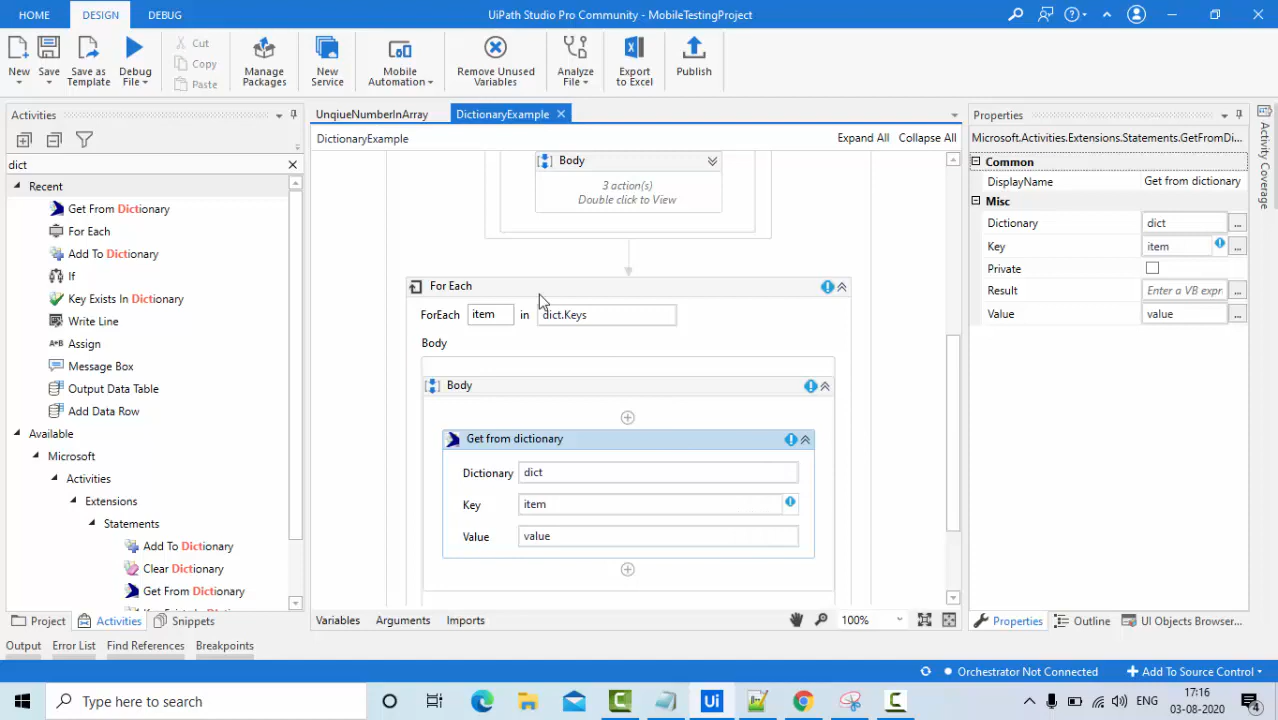 HOME DESIGN DEBUG UiPath Studio Pro Community - MobileTestingProject
New Save Save as Template Debug File Cut Copy Paste Manage Packages New Service Mobile Automation Remove Unused Variables Analyze File Export to Excel Publish
Activities
dict
Recent
Get From Dictionary
For Each
Add To Dictionary
If
Key Exists In Dictionary
Write Line
Assign
Message Box
Output Data Table
Add Data Row
Available
Microsoft
Activities
Extensions
Statements
Add To Dictionary
Clear Dictionary
Get From Dictionary
Project Activities Snippets
UnqiueNumberInArray DictionaryExample
DictionaryExample Expand All Collapse All
Body
3 action(s)
Double click to View
For Each
ForEach item in dict.Keys
Body
Body
Get from dictionary
Dictionary dict
Key item
Value value
Variables Arguments Imports 100%
Properties
Microsoft.Activities.Extensions.Statements.GetFromDi...
Common
DisplayName Get from dictionary
Misc
Dictionary dict ...
Key item ...
Private
Result Enter a VB expr ...
Value value ...
Properties Outline UI Objects Browser...
Activity Coverage
Output Error List Find References Breakpoints
Orchestrator Not Connected Add To Source Control
Type here to search
Ui
ENG
17:16
03-08-2020
4